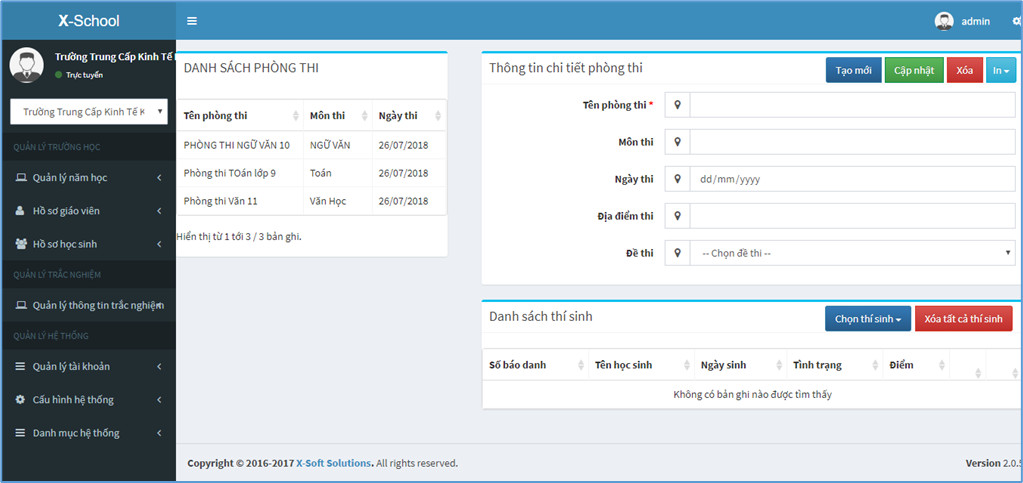 X-School
admin
Trường Trung Cấp Kinh Tế
Trực tuyến
Trường Trung Cấp Kinh Tế K
QUẢN LÝ TRƯỜNG HỌC
Quản lý năm học
Hồ sơ giáo viên
Hồ sơ học sinh
QUẢN LÝ TRẮC NGHIỆM
Quản lý thông tin trắc nghiệm
QUẢN LÝ HỆ THỐNG
Quản lý tài khoản
Cấu hình hệ thống
Danh mục hệ thống
DANH SÁCH PHÒNG THI
Tên phòng thi Môn thi Ngày thi
PHÒNG THI NGỮ VĂN 10 NGỮ VĂN 26/07/2018
Phòng thi TOán lớp 9 Toán 26/07/2018
Phòng thi Văn 11 Văn Học 26/07/2018
Hiển thị từ 1 tới 3 / 3 bản ghi.
Thông tin chi tiết phòng thi Tạo mới Cập nhật Xóa In
Tên phòng thi *
Môn thi
Ngày thi dd/mm/yyyy
Địa điểm thi
Đề thi -- Chọn đề thi --
Danh sách thí sinh Chọn thí sinh Xóa tất cả thí sinh
Số báo danh Tên học sinh Ngày sinh Tình trạng Điểm
Không có bản ghi nào được tìm thấy
Copyright © 2016-2017 X-Soft Solutions. All rights reserved. Version 2.0.5